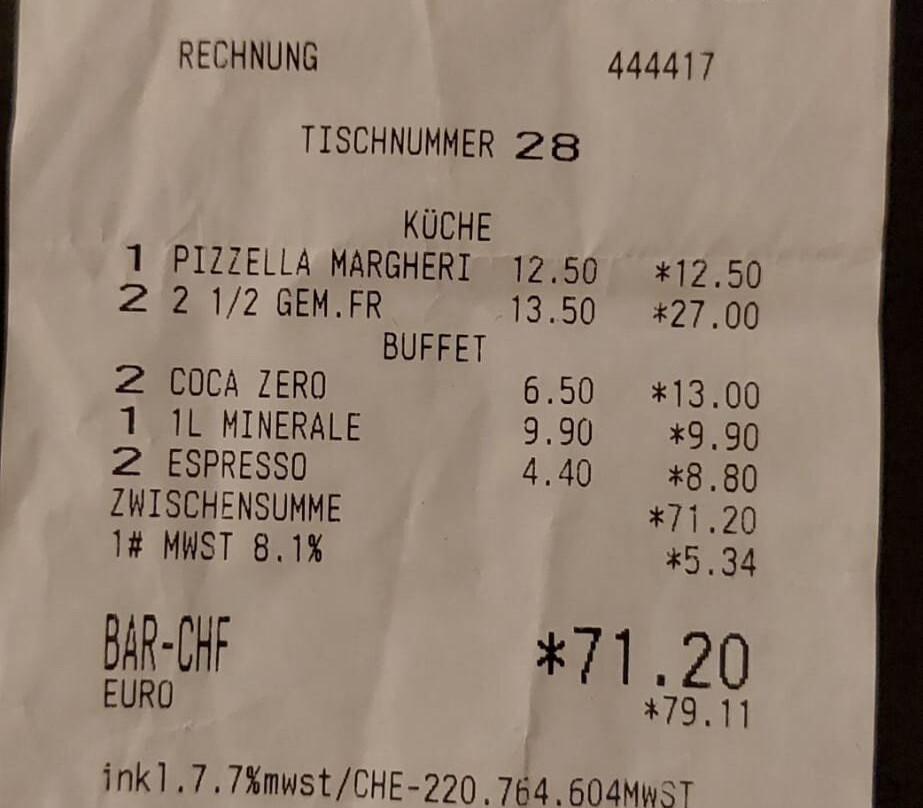 RECHNUNG 444417
TISCHNUMMER 28
KÜCHE
1 PIZZELLA MARGHERI 12.50 *12.50
2 2 1/2 GEM.FR 13.50 *27.00
BUFFET
2 COCA ZERO 6.50 *13.00
1 1L MINERALE 9.90 *9.90
2 ESPRESSO 4.40 *8.80
ZWISCHENSUMME *71.20
1# MWST 8.1% *5.34
BAR-CHF *71.20
EURO *79.11
inkl.7.7%mwst/CHE-220.764.604MWST